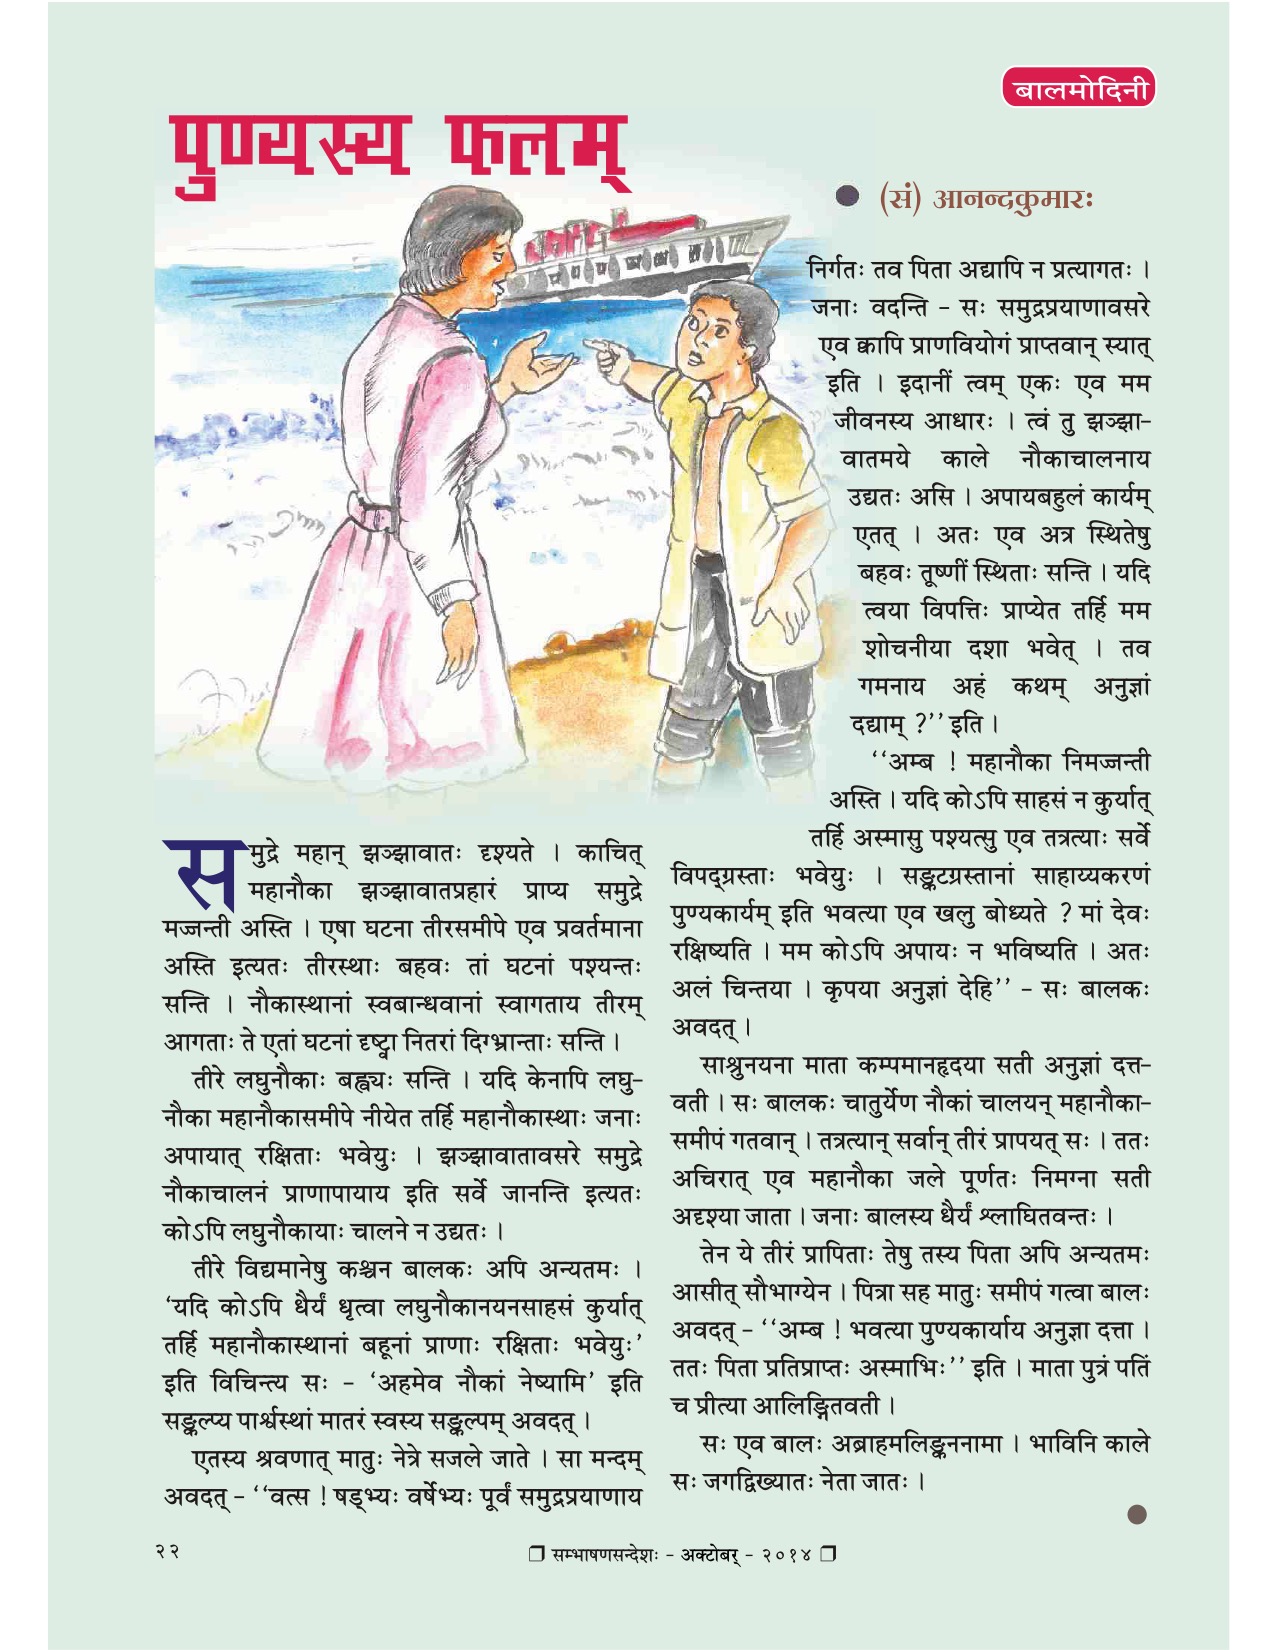 बालमोदिनी
पुण्यस्य फलम्
● (सं) आनन्दकुमारः
समुद्रे महान् झञ्झावातः दृश्यते । काचित्
महानौका झञ्झावातप्रहारं प्राप्य समुद्रे
मज्जन्ती अस्ति । एषा घटना तीरसमीपे एव प्रवर्तमाना
अस्ति इत्यतः तीरस्थाः बहवः तां घटनां पश्यन्तः
सन्ति । नौकास्थानां स्वबान्धवानां स्वागताय तीरम्
आगताः ते एतां घटनां दृष्ट्वा नितरां दिग्भ्रान्ताः सन्ति ।
तीरे लघुनौकाः बह्व्यः सन्ति । यदि केनापि लघु-
नौका महानौकासमीपे नीयेत तर्हि महानौकास्थाः जनाः
अपायात् रक्षिताः भवेयुः । झञ्झावातावसरे समुद्रे
नौकाचालनं प्राणापायाय इति सर्वे जानन्ति इत्यतः
कोऽपि लघुनौकायाः चालने न उद्यतः ।
तीरे विद्यमानेषु कश्चन बालकः अपि अन्यतमः ।
‘यदि कोऽपि धैर्यं धृत्वा लघुनौकानयनसाहसं कुर्यात्
तर्हि महानौकास्थानां बहूनां प्राणाः रक्षिताः भवेयुः’
इति विचिन्त्य सः - ‘अहमेव नौकां नेष्यामि’ इति
सङ्कल्प्य पार्श्वस्थां मातरं स्वस्य सङ्कल्पम् अवदत् ।
एतस्य श्रवणात् मातुः नेत्रे सजले जाते । सा मन्दम्
अवदत् - ‘‘वत्स ! षड्भ्यः वर्षेभ्यः पूर्वं समुद्रप्रयाणाय
निर्गतः तव पिता अद्यापि न प्रत्यागतः ।
जनाः वदन्ति - सः समुद्रप्रयाणावसरे
एव क्वापि प्राणवियोगं प्राप्तवान् स्यात्
इति । इदानीं त्वम् एकः एव मम
जीवनस्य आधारः । त्वं तु झञ्झा-
वातमये काले नौकाचालनाय
उद्यतः असि । अपायबहुलं कार्यम्
एतत् । अतः एव अत्र स्थितेषु
बहवः तूष्णीं स्थिताः सन्ति । यदि
त्वया विपत्तिः प्राप्येत तर्हि मम
शोचनीया दशा भवेत् । तव
गमनाय अहं कथम् अनुज्ञां
दद्याम् ?’’ इति ।
‘‘अम्ब ! महानौका निमज्जन्ती
अस्ति । यदि कोऽपि साहसं न कुर्यात्
तर्हि अस्मासु पश्यत्सु एव तत्रत्याः सर्वे
विपद्ग्रस्ताः भवेयुः । सङ्कटग्रस्तानां साहाय्यकरणं
पुण्यकार्यम् इति भवत्या एव खलु बोध्यते ? मां देवः
रक्षिष्यति । मम कोऽपि अपायः न भविष्यति । अतः
अलं चिन्तया । कृपया अनुज्ञां देहि’’ - सः बालकः
अवदत् ।
साश्रुनयना माता कम्पमानहृदया सती अनुज्ञां दत्त-
वती । सः बालकः चातुर्येण नौकां चालयन् महानौका-
समीपं गतवान् । तत्रत्यान् सर्वान् तीरं प्रापयत् सः । ततः
अचिरात् एव महानौका जले पूर्णतः निमग्ना सती
अदृश्या जाता । जनाः बालस्य धैर्यं श्लाघितवन्तः ।
तेन ये तीरं प्रापिताः तेषु तस्य पिता अपि अन्यतमः
आसीत् सौभाग्येन । पित्रा सह मातुः समीपं गत्वा बालः
अवदत् - ‘‘अम्ब ! भवत्या पुण्यकार्याय अनुज्ञा दत्ता ।
ततः पिता प्रतिप्राप्तः अस्माभिः’’ इति । माता पुत्रं पतिं
च प्रीत्या आलिङ्गितवती ।
सः एव बालः अब्राहमलिङ्कननामा । भाविनि काले
सः जगद्विख्यातः नेता जातः ।
२२
❒ सम्भाषणसन्देशः - अक्टोबर् - २०१४ ❒